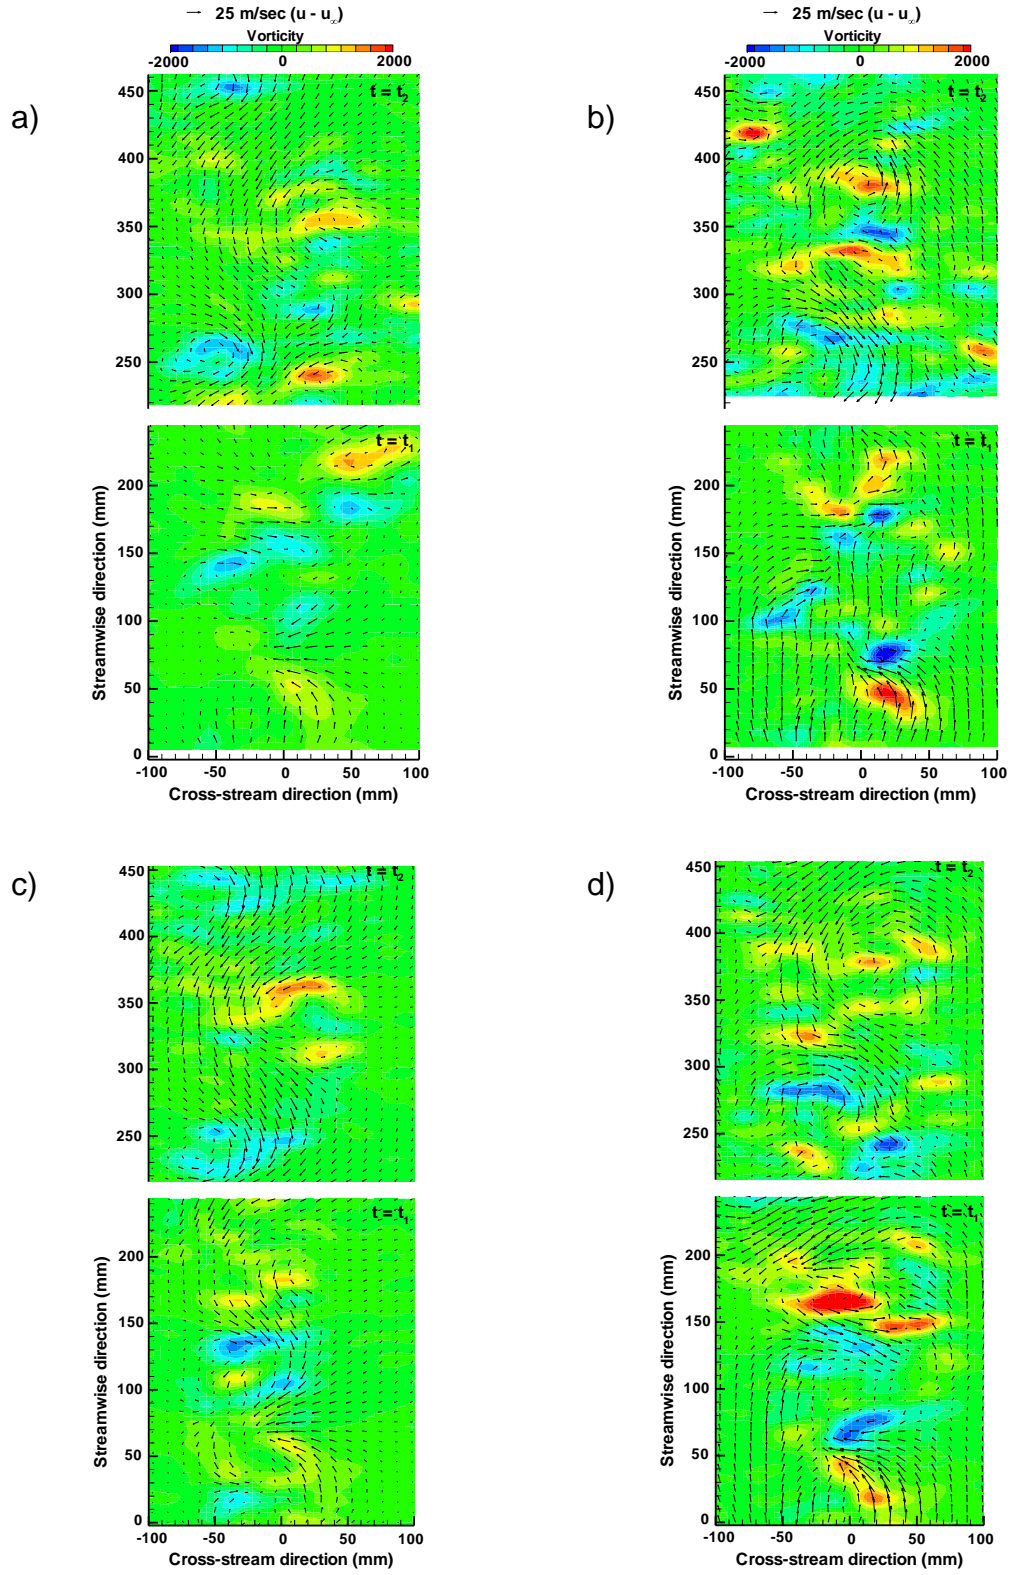 25 m/sec (u - u∞)
Vorticity
-2000 0 2000
a)
t = t2
450
400
350
300
250
t = t1
200
150
100
50
0
-100 -50 0 50 100
Streamwise direction (mm)
Cross-stream direction (mm)
25 m/sec (u - u∞)
Vorticity
-2000 0 2000
b)
t = t2
450
400
350
300
250
t = t1
200
150
100
50
0
-100 -50 0 50 100
Streamwise direction (mm)
Cross-stream direction (mm)
c)
t = t2
450
400
350
300
250
t = t1
200
150
100
50
0
-100 -50 0 50 100
Streamwise direction (mm)
Cross-stream direction (mm)
d)
t = t2
450
400
350
300
250
t = t1
200
150
100
50
0
-100 -50 0 50 100
Streamwise direction (mm)
Cross-stream direction (mm)